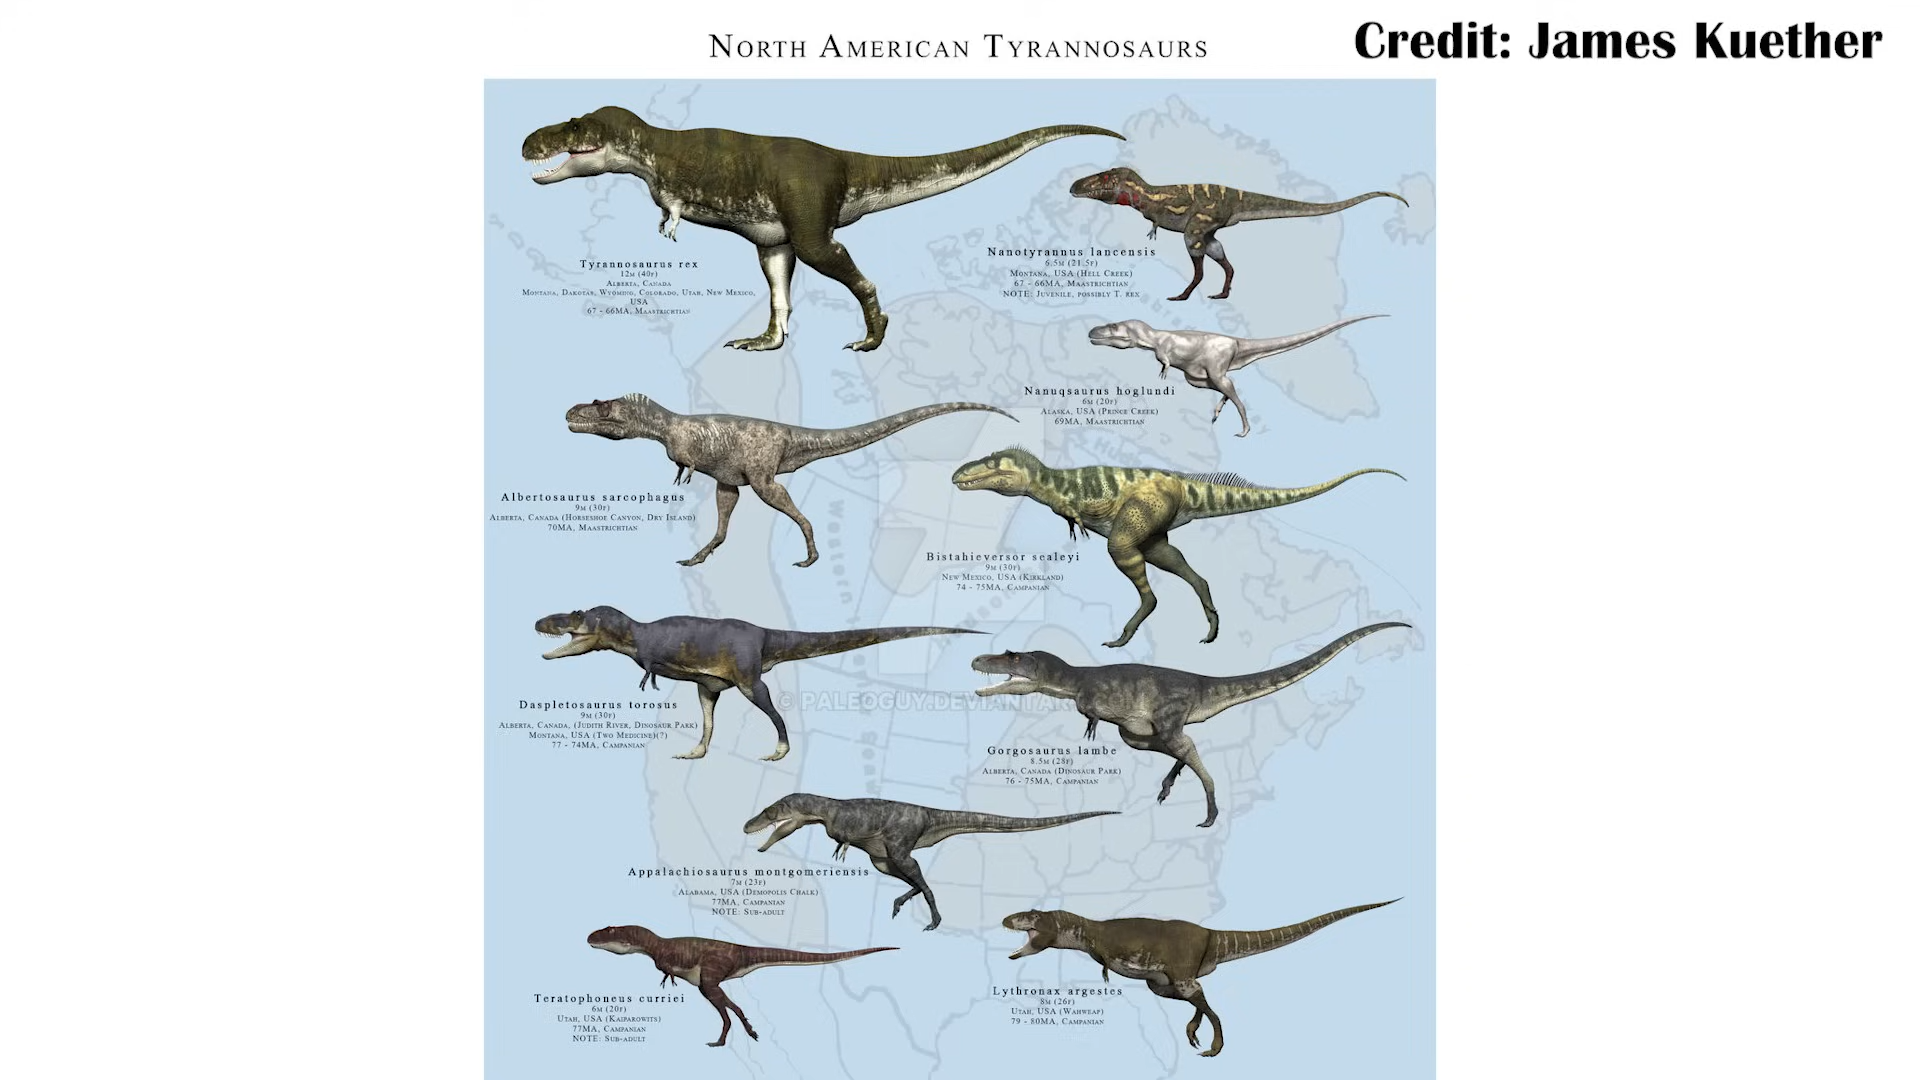 North American Tyrannosaurs
Credit: James Kuether
Tyrannosaurus rex
12m (40f)
Alberta, Canada
Montana, Dakotas, Wyoming, Colorado, Utah, New Mexico,
USA
67 - 66MA, Maastrichtian
Nanotyrannus lancensis
6.5m (21.5f)
Montana, USA (Hell Creek)
67 - 66MA, Maastrichtian
NOTE: Juvenile, possibly T. rex
Nanuqsaurus hoglundi
6m (20f)
Alaska, USA (Prince Creek)
69MA, Maastrichtian
Albertosaurus sarcophagus
9m (30f)
Alberta, Canada (Horseshoe Canyon, Dry Island)
70MA, Maastrichtian
Bistahieversor sealeyi
9m (30f)
New Mexico, USA (Kirkland)
74 - 75MA, Campanian
Daspletosaurus torosus
9m (30f)
Alberta, Canada, (Judith River, Dinosaur Park)
Montana, USA (Two Medicine)(?)
77 - 74MA, Campanian
© PALEOGUY.DEVIANTART.COM
Gorgosaurus lambe
8.5m (28f)
Alberta, Canada (Dinosaur Park)
76 - 75MA, Campanian
Appalachiosaurus montgomeriensis
7m (23f)
Alabama, USA (Demopolis Chalk)
77MA, Campanian
NOTE: Sub-adult
Teratophoneus curriei
6m (20f)
Utah, USA (Kaiparowits)
77MA, Campanian
NOTE: Sub-adult
Lythronax argestes
8m (26f)
Utah, USA (Wahweap)
79 - 80MA, Campanian